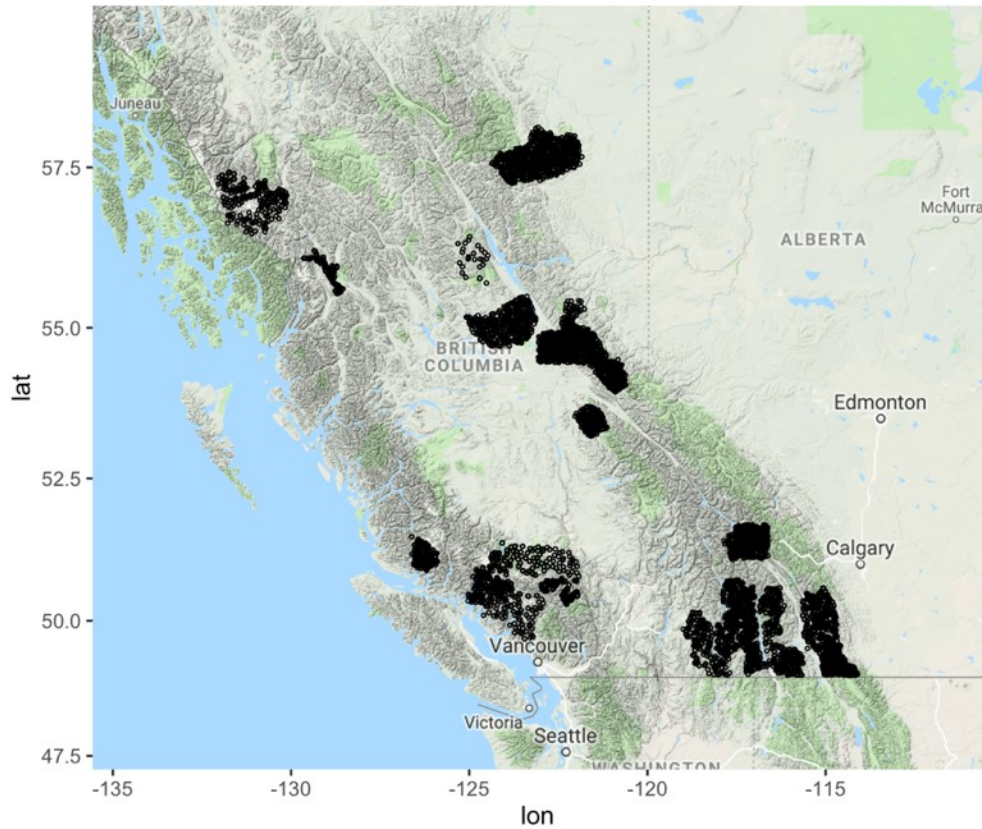 Juneau
57.5
Fort
McMurra
ALBERTA
55.0
BRITISH
COLUMBIA
lat
Edmonton
52.5
Calgary
50.0
Vancouver
Victoria
Seattle
47.5
WASHINGTON
-135
-130
-125
-120
-115
lon